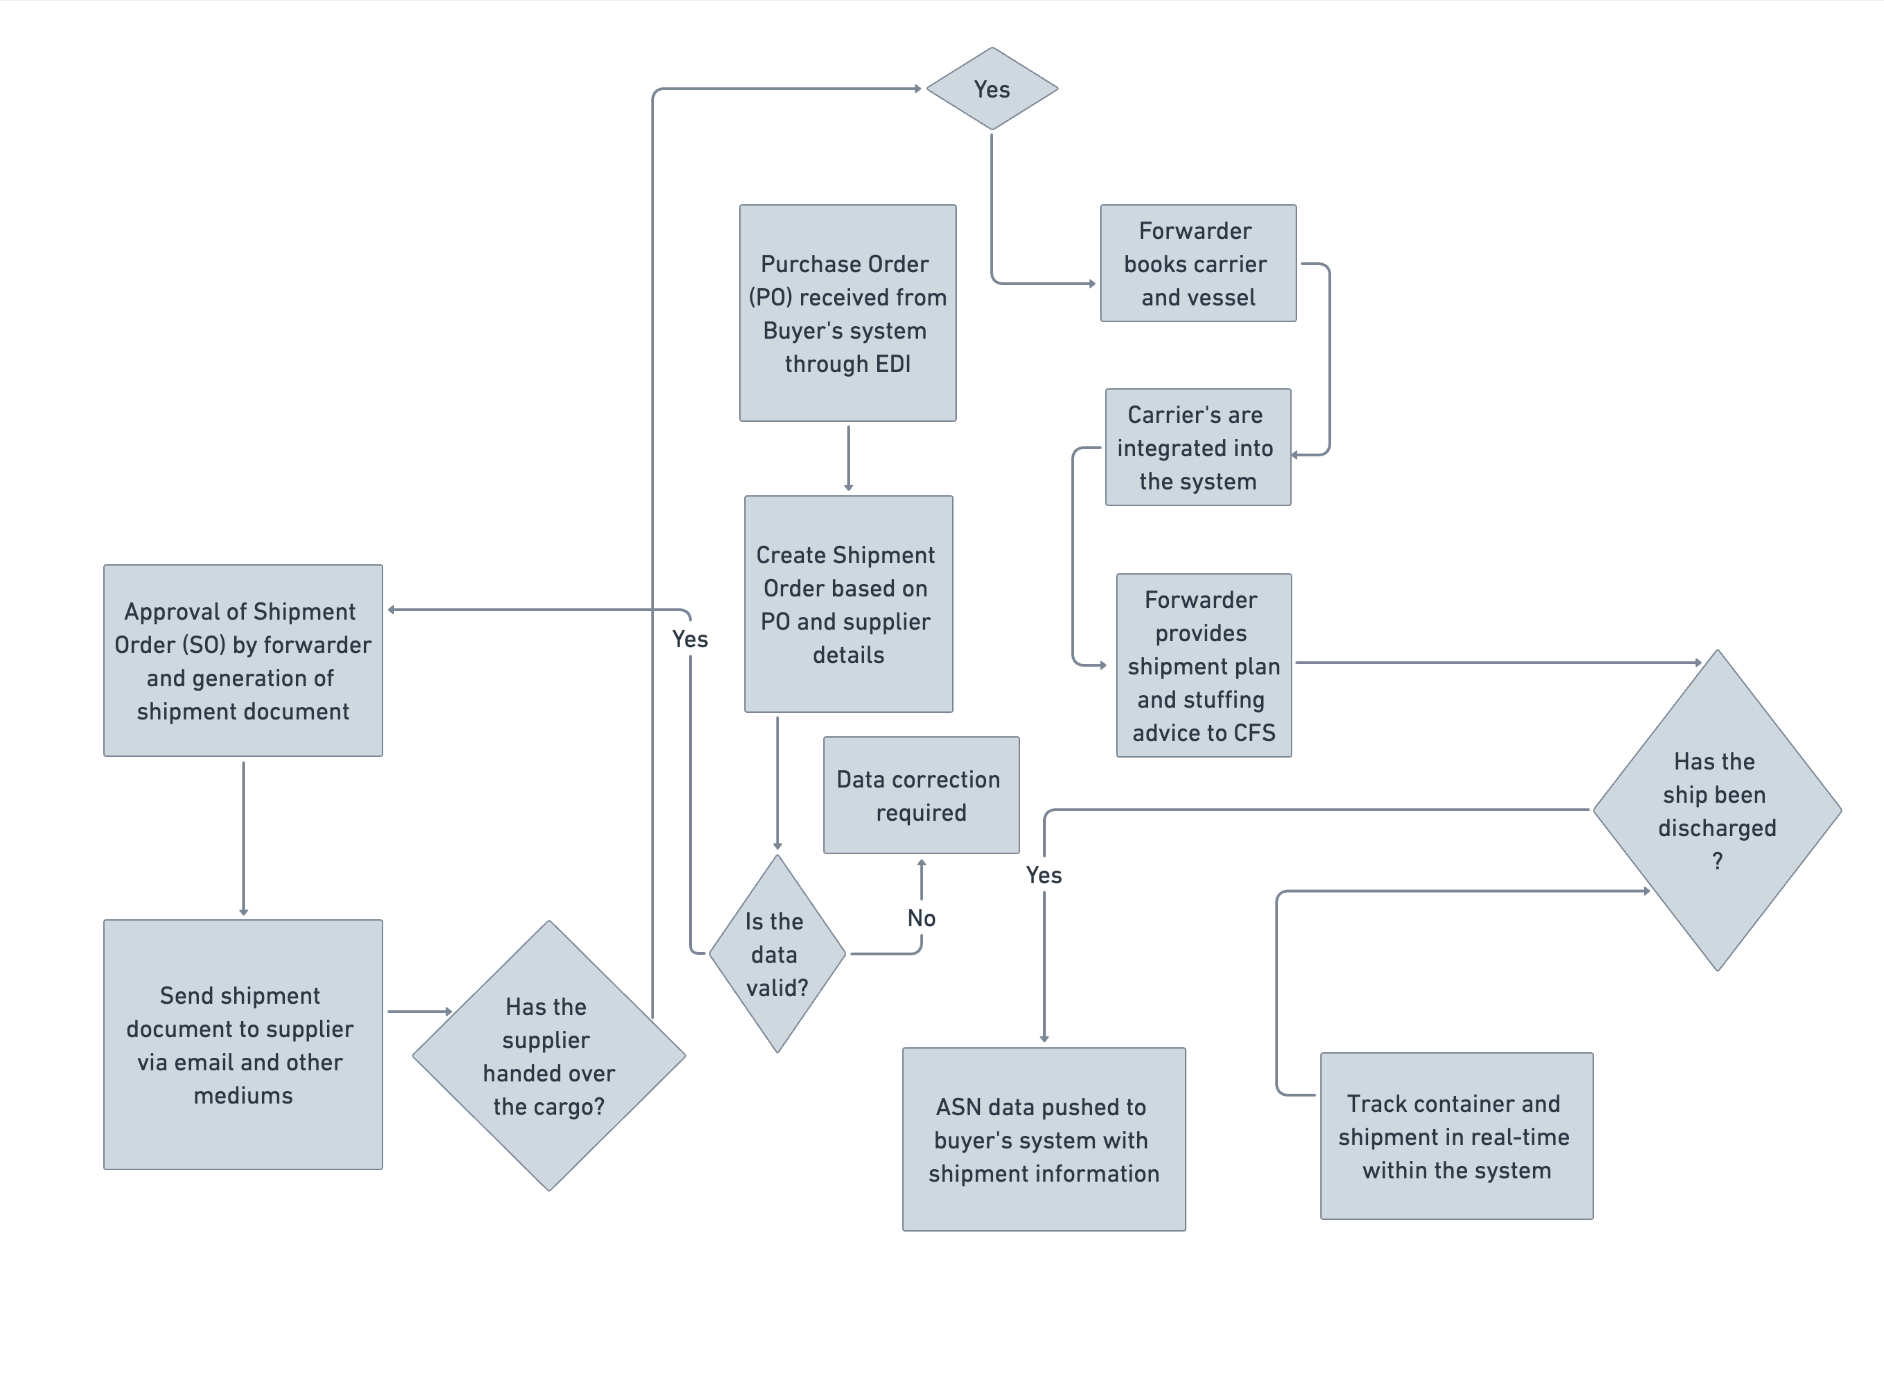 Yes
Purchase Order
(PO) received from
Buyer's system
through EDI
Forwarder
books carrier
and vessel
Carrier's are
integrated into
the system
Create Shipment
Order based on
PO and supplier
details
Approval of Shipment
Order (SO) by forwarder
and generation of
shipment document
Yes
Forwarder
provides
shipment plan
and stuffing
advice to CFS
Data correction
required
Has the
ship been
discharged
?
Yes
No
Is the
data
valid?
Send shipment
document to supplier
via email and other
mediums
Has the
supplier
handed over
the cargo?
ASN data pushed to
buyer's system with
shipment information
Track container and
shipment in real-time
within the system